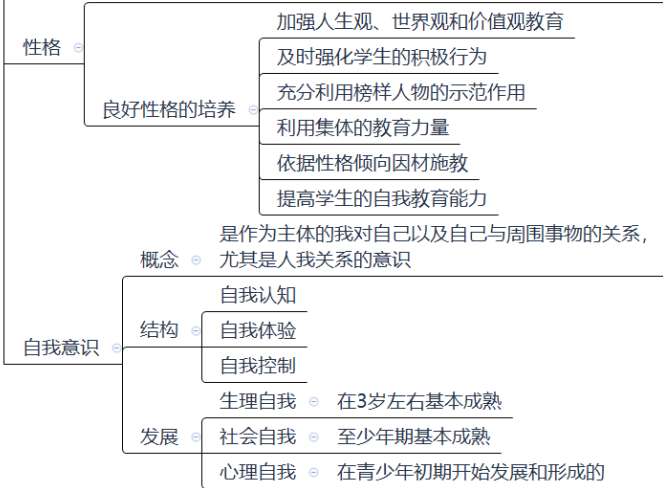 性格
良好性格的培养
加强人生观、世界观和价值观教育
及时强化学生的积极行为
充分利用榜样人物的示范作用
利用集体的教育力量
依据性格倾向因材施教
提高学生的自我教育能力
自我意识
概念
是作为主体的我对自己以及自己与周围事物的关系，
尤其是人我关系的意识
结构
自我认知
自我体验
自我控制
发展
生理自我
在3岁左右基本成熟
社会自我
至少年期基本成熟
心理自我
在青少年初期开始发展和形成的